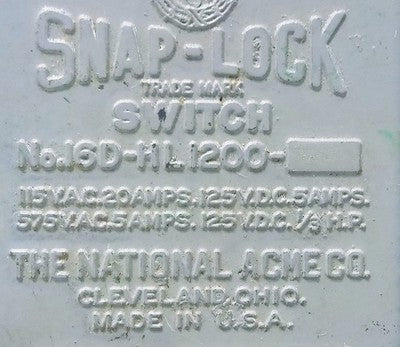 SNAP-LOCK
TRADE MARK
SWITCH
No.16D-HL1200-
115V.A.C.20AMPS.125V.D.C.5AMPS.
575V.A.C.5AMPS.125V.D.C.1/3H.P.
THE NATIONAL ACME CO.
CLEVELAND,OHIO.
MADE IN U.S.A.